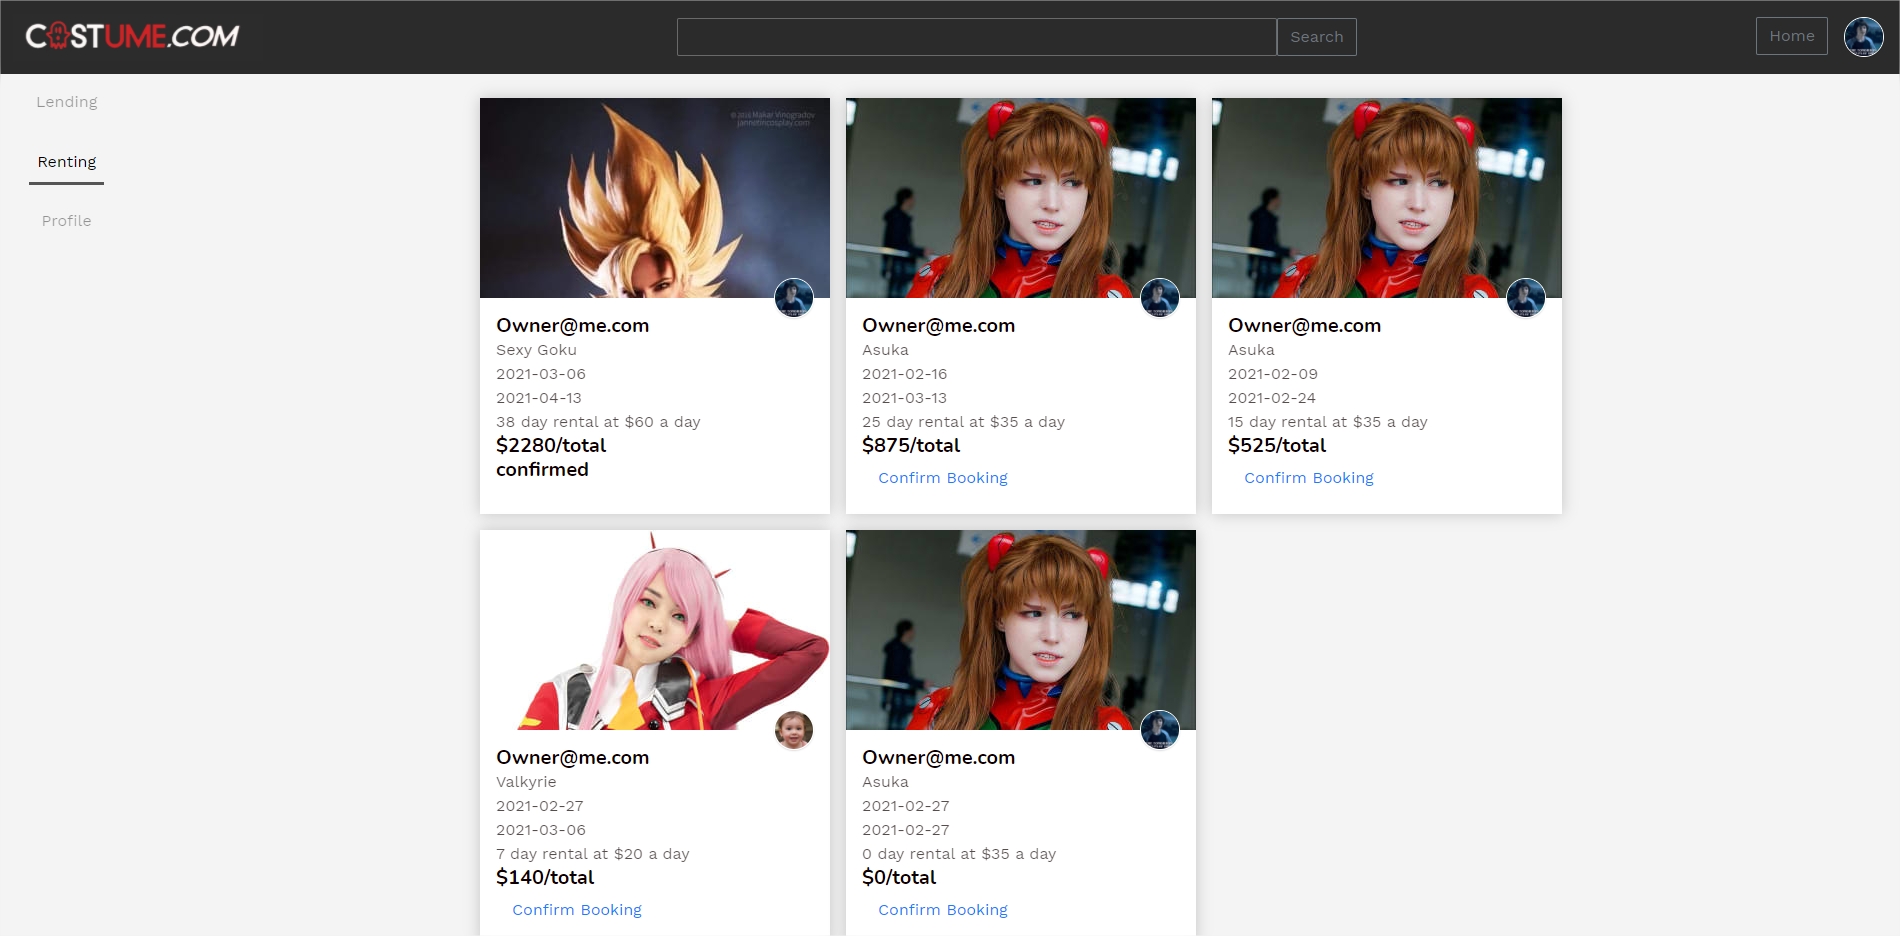 COSTUME.COM
Search
Home
Lending
Renting
Profile
© 2018 Makar Vinogradov
jannetincosplay.com
Owner@me.com
Sexy Goku
2021-03-06
2021-04-13
38 day rental at $60 a day
$2280/total
confirmed
Owner@me.com
Asuka
2021-02-16
2021-03-13
25 day rental at $35 a day
$875/total
Confirm Booking
Owner@me.com
Asuka
2021-02-09
2021-02-24
15 day rental at $35 a day
$525/total
Confirm Booking
Owner@me.com
Valkyrie
2021-02-27
2021-03-06
7 day rental at $20 a day
$140/total
Confirm Booking
Owner@me.com
Asuka
2021-02-27
2021-02-27
0 day rental at $35 a day
$0/total
Confirm Booking